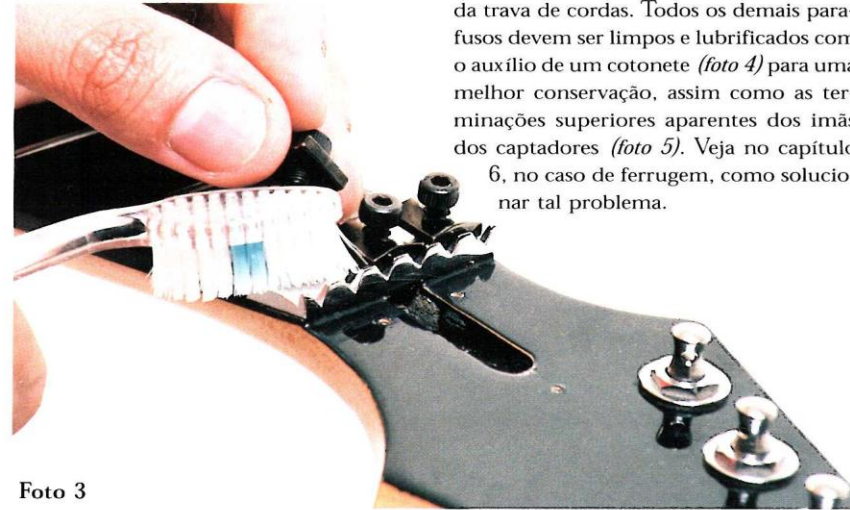 da trava de cordas. Todos os demais para-
fusos devem ser limpos e lubrificados com
o auxílio de um cotonete (foto 4) para uma
melhor conservação, assim como as ter-
minações superiores aparentes dos imãs
dos captadores (foto 5). Veja no capítulo
6, no caso de ferrugem, como solucio-
nar tal problema.
Foto 3